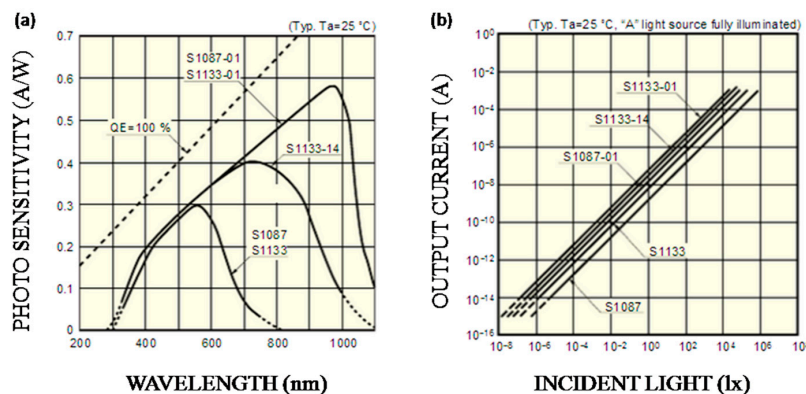 (a)
(Typ. Ta=25 °C)
PHOTO SENSITIVITY (A/W)
0.7
0.6
0.5
0.4
0.3
0.2
0.1
0
S1087-01
S1133-01
QE=100 %
S1133-14
S1087
S1133
200 400 600 800 1000
WAVELENGTH (nm)
(b)
(Typ. Ta=25 °C, "A" light source fully illuminated)
OUTPUT CURRENT (A)
10⁰
10⁻²
10⁻⁴
10⁻⁶
10⁻⁸
10⁻¹⁰
10⁻¹²
10⁻¹⁴
10⁻¹⁶
S1133-01
S1133-14
S1087-01
S1133
S1087
10⁻⁸ 10⁻⁶ 10⁻⁴ 10⁻² 10⁰ 10² 10⁴ 10⁶
INCIDENT LIGHT (lx)